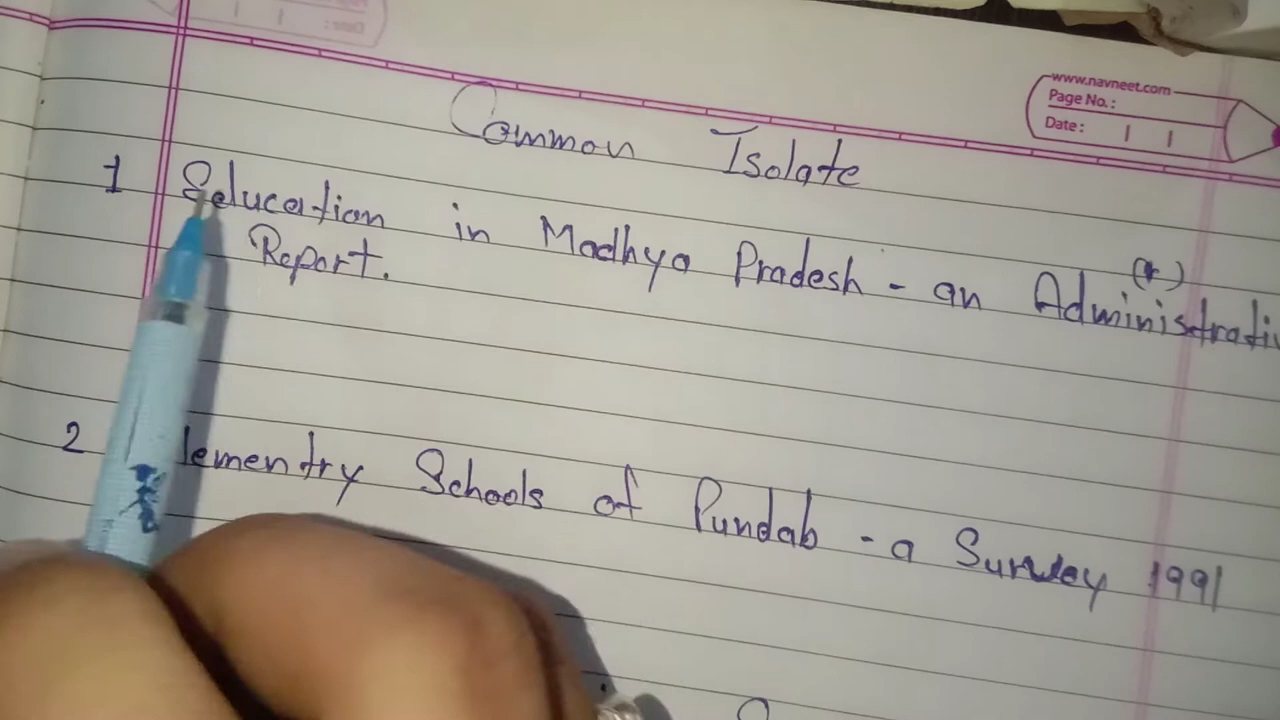 www.navneet.com
Page No.:
Date:
Common Isolate
1 Education in Madhya Pradesh - an Administrati
(r)
Report.
2 lementry Schools of Pundab - a Survey 1991